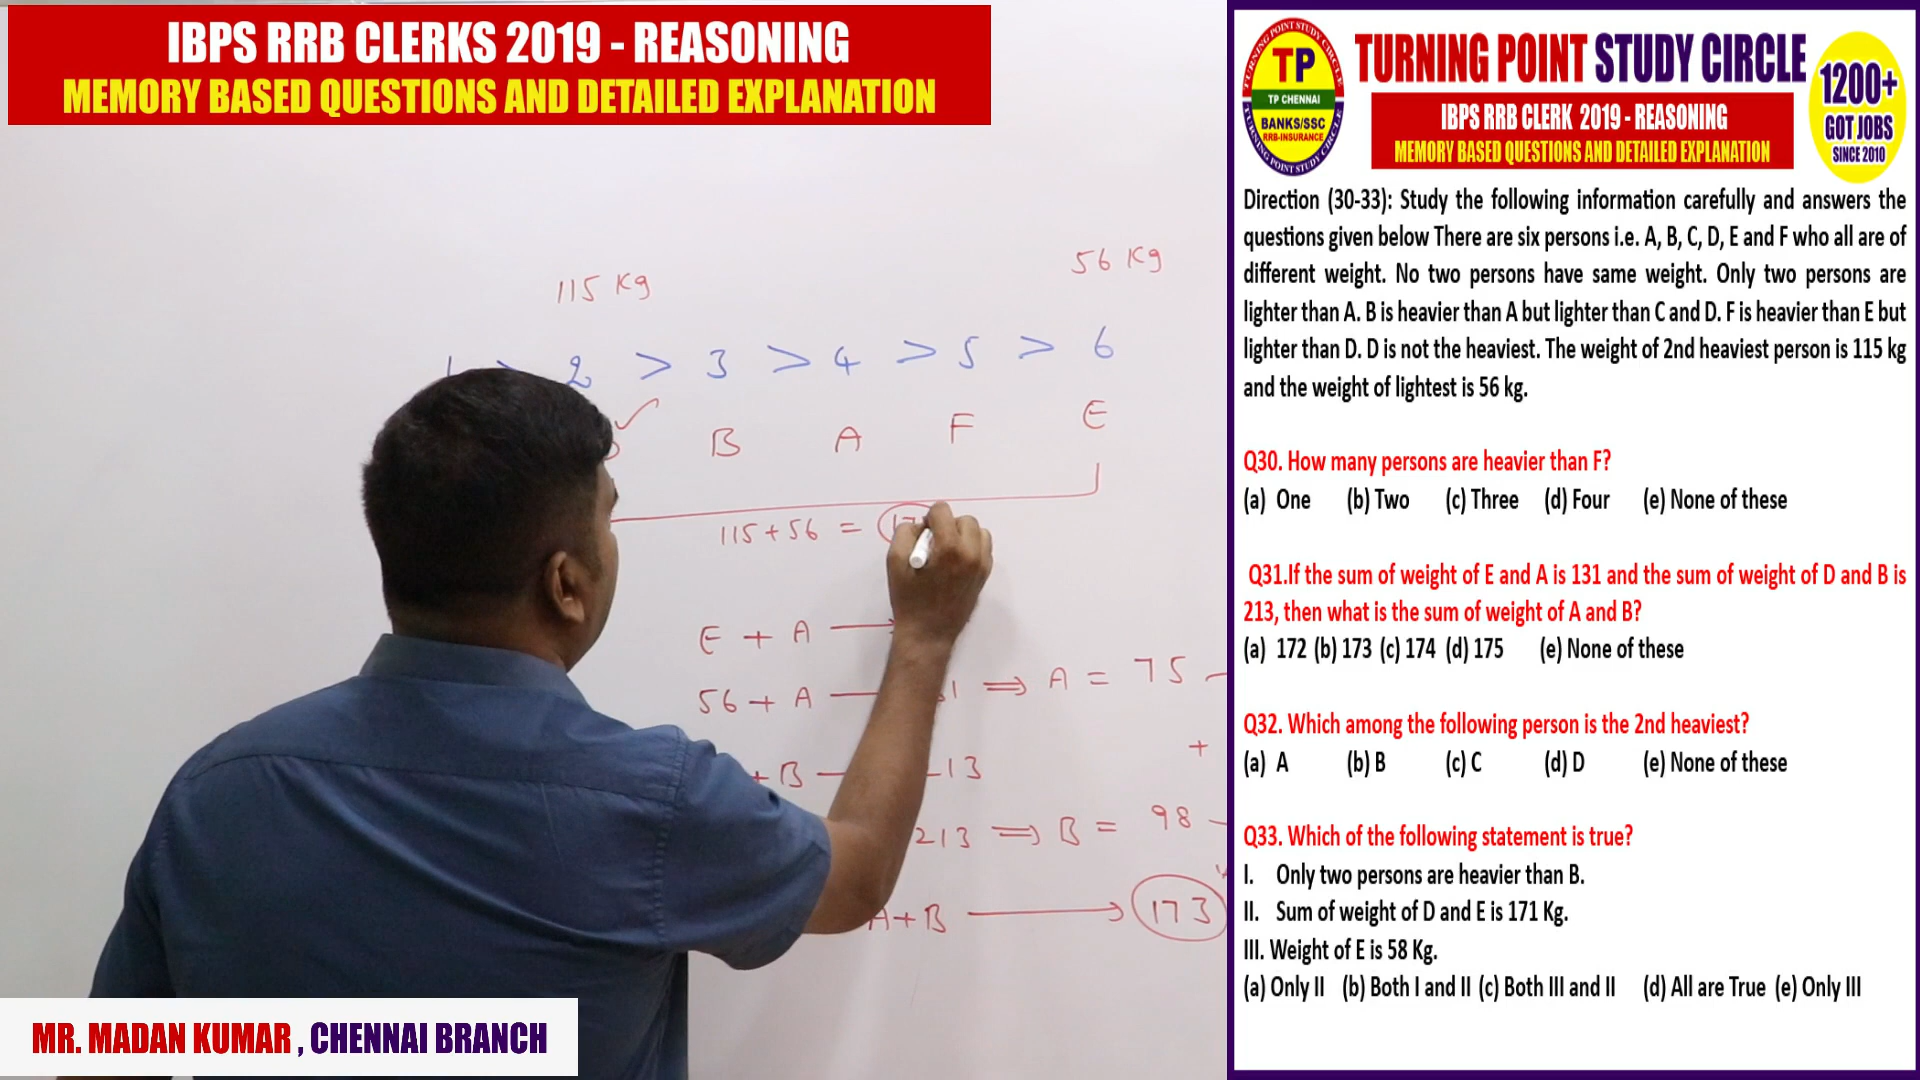 IBPS RRB CLERKS 2019 - REASONING
MEMORY BASED QUESTIONS AND DETAILED EXPLANATION
56 Kg
115 Kg
2 > 3 > 4 > 5 > 6
B A F E
115 + 56 =
E + A
56 + A ⟹ A = 75
+
+ B 13
213 ⟹ B = 98
A + B 173
MR. MADAN KUMAR , CHENNAI BRANCH
TURNING POINT STUDY CIRCLE
TURNING POINT STUDY CIRCLE
TP
TP CHENNAI
BANKS/SSC
RRB-INSURANCE
TURNING POINT STUDY CIRCLE
1200+
GOT JOBS
SINCE 2010
IBPS RRB CLERK 2019 - REASONING
MEMORY BASED QUESTIONS AND DETAILED EXPLANATION
Direction (30-33): Study the following information carefully and answers the
questions given below There are six persons i.e. A, B, C, D, E and F who all are of
different weight. No two persons have same weight. Only two persons are
lighter than A. B is heavier than A but lighter than C and D. F is heavier than E but
lighter than D. D is not the heaviest. The weight of 2nd heaviest person is 115 kg
and the weight of lightest is 56 kg.
Q30. How many persons are heavier than F?
(a) One (b) Two (c) Three (d) Four (e) None of these
Q31.If the sum of weight of E and A is 131 and the sum of weight of D and B is
213, then what is the sum of weight of A and B?
(a) 172 (b) 173 (c) 174 (d) 175 (e) None of these
Q32. Which among the following person is the 2nd heaviest?
(a) A (b) B (c) C (d) D (e) None of these
Q33. Which of the following statement is true?
I. Only two persons are heavier than B.
II. Sum of weight of D and E is 171 Kg.
III. Weight of E is 58 Kg.
(a) Only II (b) Both I and II (c) Both III and II (d) All are True (e) Only III